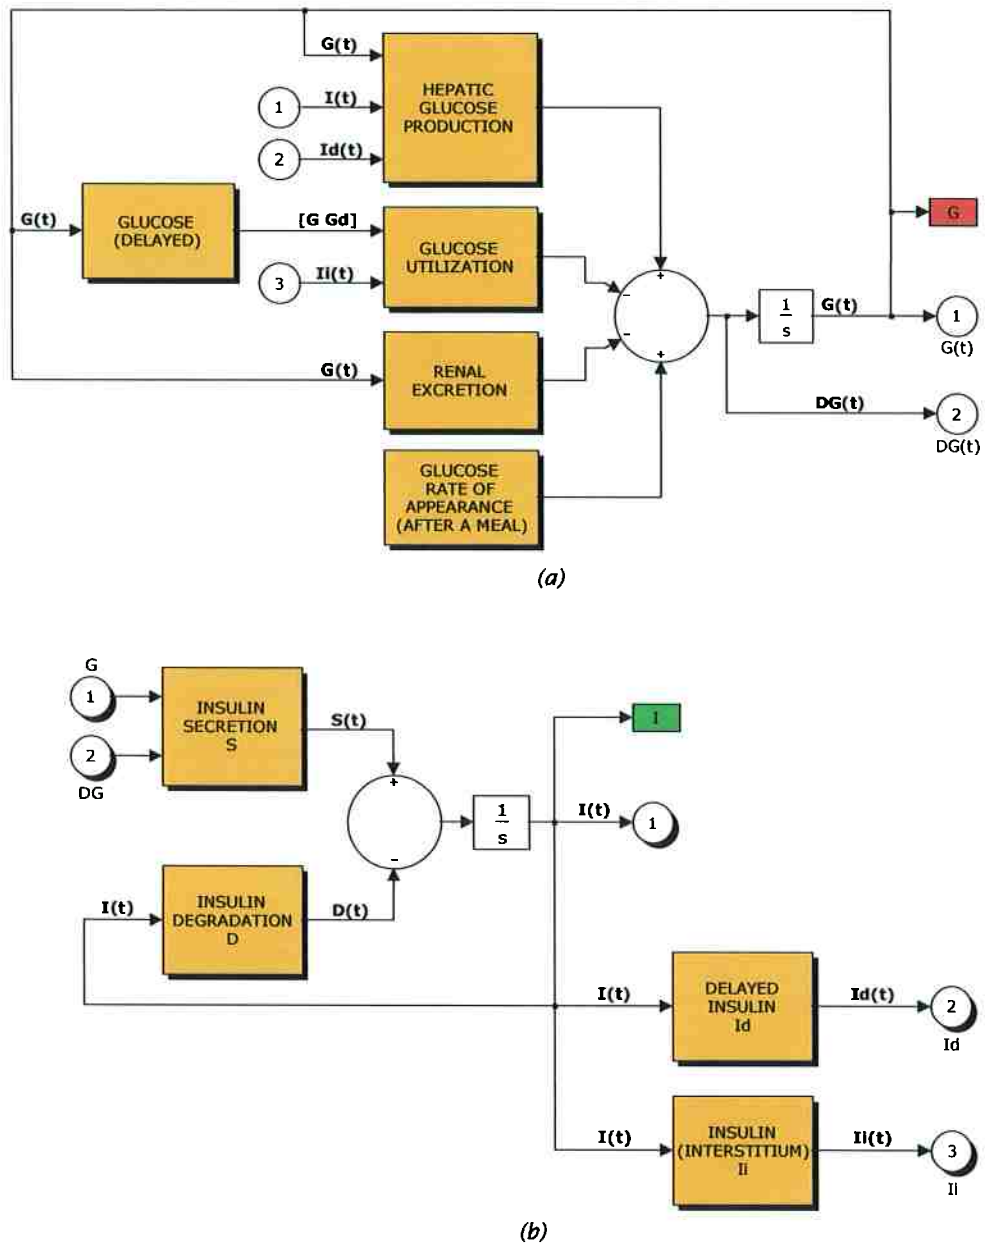 G(t)
HEPATIC
GLUCOSE
PRODUCTION
1
I(t)
2
Id(t)
G(t)
GLUCOSE
(DELAYED)
[G Gd]
GLUCOSE
UTILIZATION
3
Ii(t)
G(t)
RENAL
EXCRETION
GLUCOSE
RATE OF
APPEARANCE
(AFTER A MEAL)
+
-
-
+
1
s
G(t)
G
1
G(t)
DG(t)
2
DG(t)
(a)
G
1
2
DG
INSULIN
SECRETION
S
S(t)
+
-
1
s
I
I(t)
1
I(t)
INSULIN
DEGRADATION
D
D(t)
I(t)
DELAYED
INSULIN
Id
Id(t)
2
Id
I(t)
INSULIN
(INTERSTITIUM)
Ii
Ii(t)
3
Ii
(b)